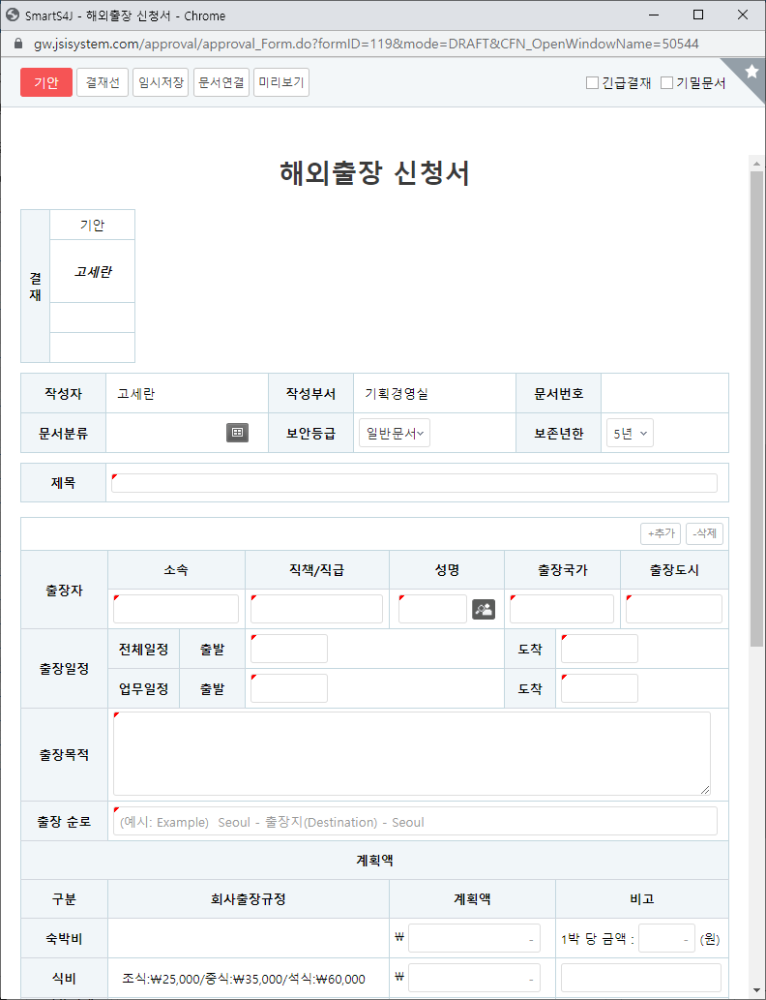 SmartS4J - 해외출장 신청서 - Chrome
gw.jsisystem.com/approval/approval_Form.do?formID=119&mode=DRAFT&CFN_OpenWindowName=50544
기안 결재선 임시저장 문서연결 미리보기 긴급결재 기밀문서
해외출장 신청서
결재 기안
고세란
작성자 고세란 작성부서 기획경영실 문서번호
문서분류 보안등급 일반문서 보존년한 5년
제목
+추가 -삭제
출장자 소속 직책/직급 성명 출장국가 출장도시
출장일정 전체일정 출발 도착
업무일정 출발 도착
출장목적
출장 순로 (예시: Example) Seoul - 출장지(Destination) - Seoul
계획액
구분 회사출장규정 계획액 비고
숙박비 ₩ - 1박 당 금액 : - (원)
식비 조식:₩25,000/중식:₩35,000/석식:₩60,000 ₩ -